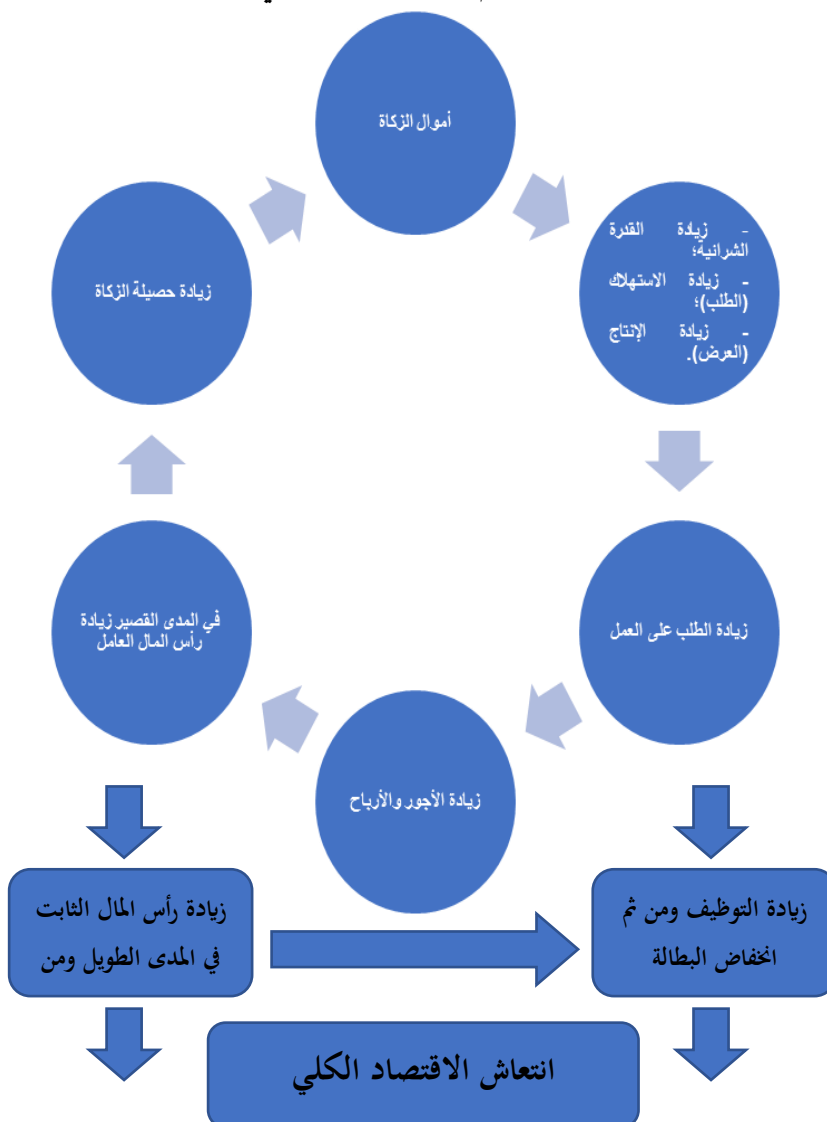 أموال الزكاة
- زيادة القدرة
الشرائية؛
- زيادة الاستهلاك
(الطلب)؛
- زيادة الإنتاج
(العرض).
زيادة الطلب على العمل
زيادة الأجور والأرباح
في المدى القصير زيادة
رأس المال العامل
زيادة حصيلة الزكاة
زيادة التوظيف ومن ثم
انخفاض البطالة
زيادة رأس المال الثابت
في المدى الطويل ومن
انتعاش الاقتصاد الكلي